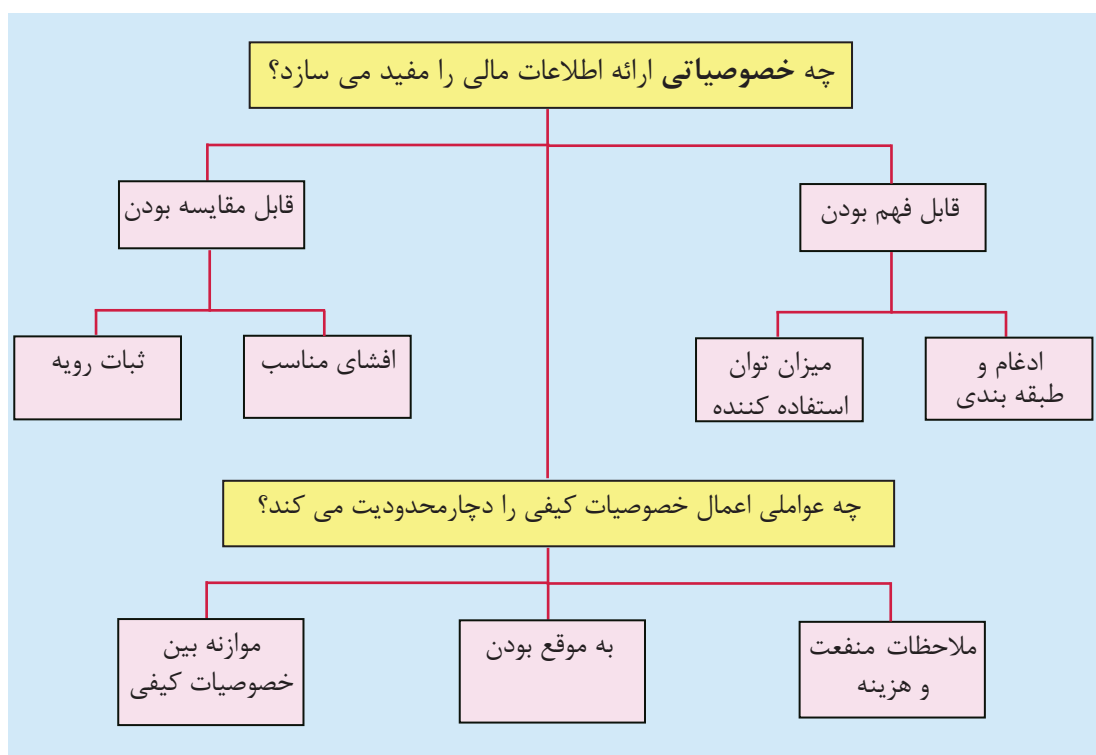 چه خصوصیاتی ارائه اطلاعات مالی را مفید می سازد؟
قابل فهم بودن
قابل مقایسه بودن
ادغام و
طبقه بندی
میزان توان
استفاده کننده
افشای مناسب
ثبات رویه
چه عواملی اعمال خصوصیات کیفی را دچارمحدودیت می کند؟
ملاحظات منفعت
و هزینه
به موقع بودن
موازنه بین
خصوصیات کیفی